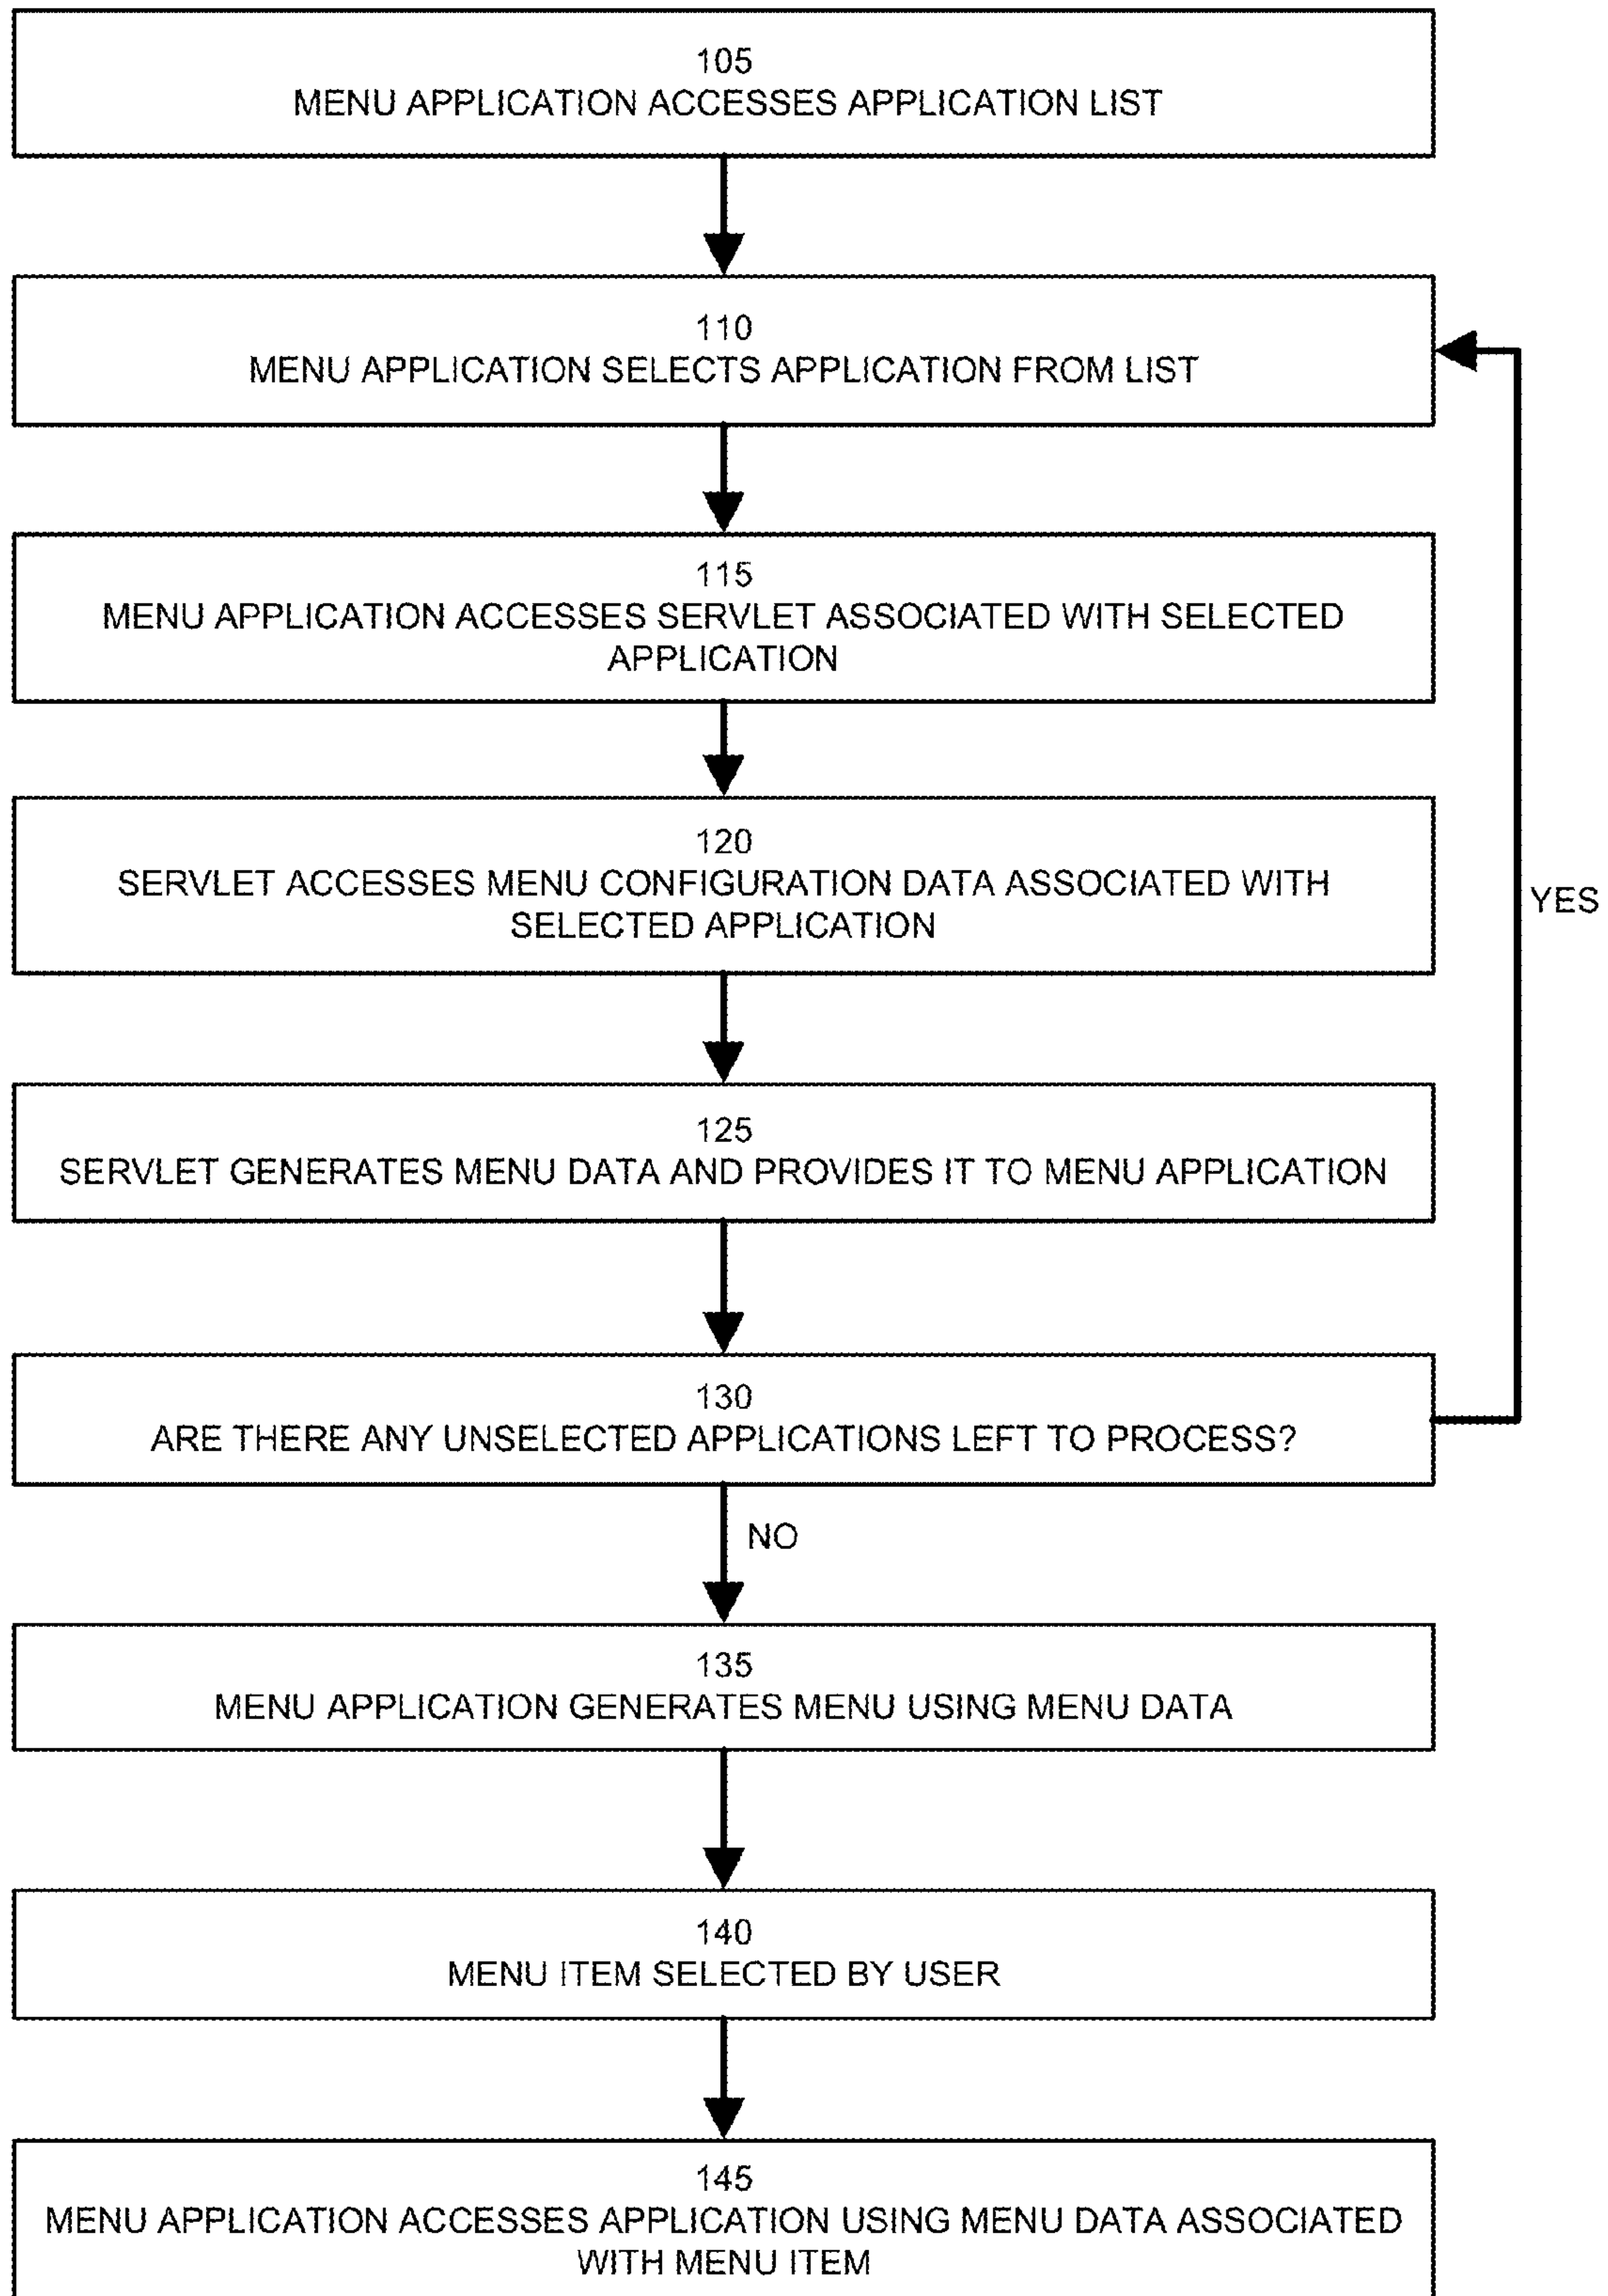 105
MENU APPLICATION ACCESSES APPLICATION LIST
110
MENU APPLICATION SELECTS APPLICATION FROM LIST
115
MENU APPLICATION ACCESSES SERVLET ASSOCIATED WITH SELECTED
APPLICATION
120
SERVLET ACCESSES MENU CONFIGURATION DATA ASSOCIATED WITH
SELECTED APPLICATION
YES
125
SERVLET GENERATES MENU DATA AND PROVIDES IT TO MENU APPLICATION
130
ARE THERE ANY UNSELECTED APPLICATIONS LEFT TO PROCESS?
NO
135
MENU APPLICATION GENERATES MENU USING MENU DATA
140
MENU ITEM SELECTED BY USER
145
MENU APPLICATION ACCESSES APPLICATION USING MENU DATA ASSOCIATED
WITH MENU ITEM